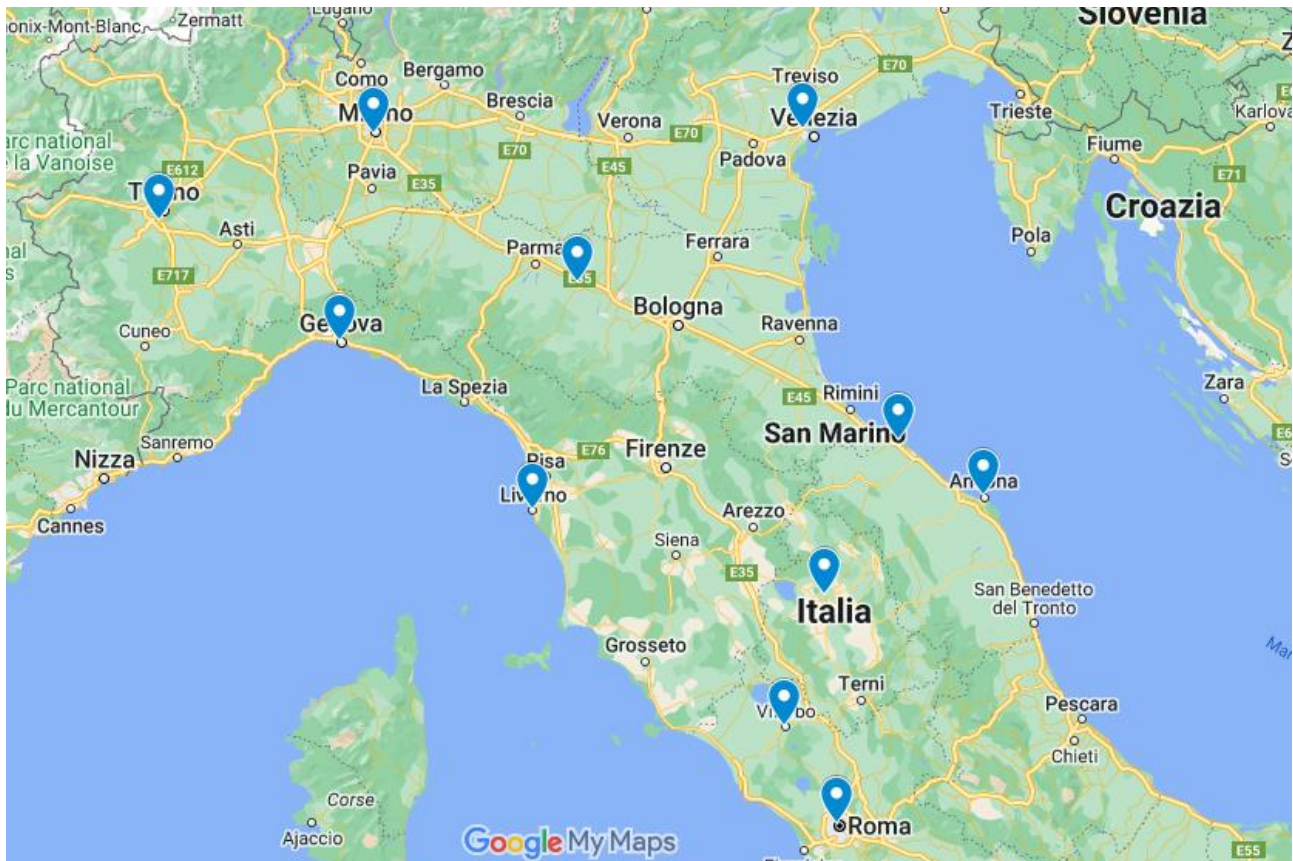 onix-Mont-Blanc
Zermatt
Lugano
Slovenia
Como
Bergamo
Treviso
E70
Brescia
Trieste
Karlova
Verona
E70
Venezia
Padova
Fiume
arc national
e la Vanoise
E612
Pavia
E35
E70
E45
E71
Croazia
Asti
Parma
Ferrara
Pola
E717
Bologna
Cuneo
Ravenna
Parc national
du Mercantour
La Spezia
E45
Rimini
Zara
San Marino
Sanremo
E76
Firenze
Nizza
Pisa
Cannes
Arezzo
Siena
E35
San Benedetto
del Tronto
Italia
Grosseto
Terni
Pescara
Chieti
Corse
Ajaccio
Roma
Google My Maps
E55